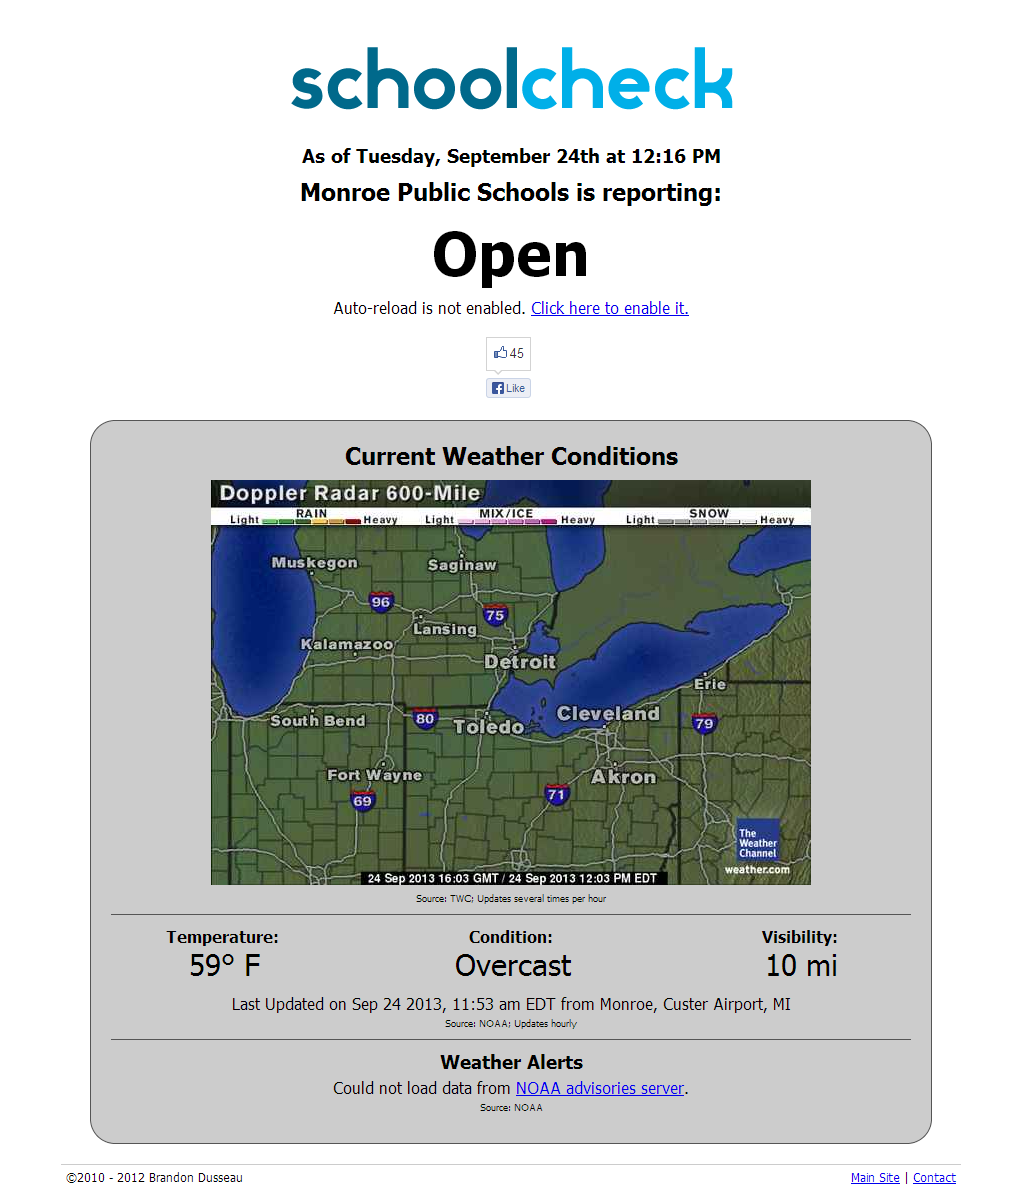 schoolcheck
As of Tuesday, September 24th at 12:16 PM
Monroe Public Schools is reporting:
Open
Auto-reload is not enabled. Click here to enable it.
45
Like
Current Weather Conditions
Doppler Radar 600-Mile
RAIN MIX/ICE SNOW
Light Heavy Light Heavy Light Heavy
Muskegon Saginaw
96
75
Lansing
Kalamazoo
Detroit
Erie
South Bend 80 Toledo Cleveland 79
Fort Wayne Akron
69 71
The
Weather
Channel
weather.com
24 Sep 2013 16:03 GMT / 24 Sep 2013 12:03 PM EDT
Source: TWC; Updates several times per hour
Temperature: Condition: Visibility:
59° F Overcast 10 mi
Last Updated on Sep 24 2013, 11:53 am EDT from Monroe, Custer Airport, MI
Source: NOAA; Updates hourly
Weather Alerts
Could not load data from NOAA advisories server.
Source: NOAA
©2010 - 2012 Brandon Dusseau Main Site | Contact